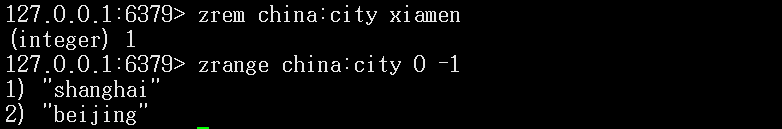 127.0.0.1:6379> zrem china:city xiamen
(integer) 1
127.0.0.1:6379> zrange china:city 0 -1
1) "shanghai"
2) "beijing"